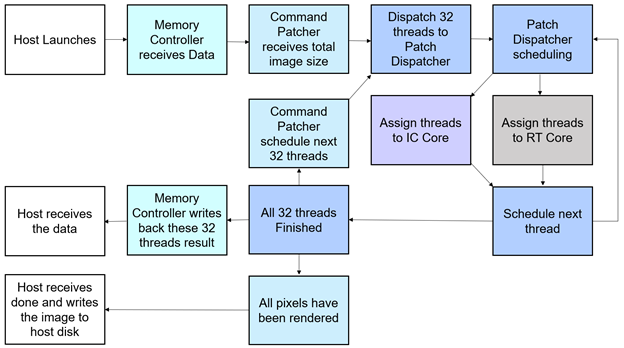 Host Launches
Memory
Controller
receives Data
Command
Patcher
receives total
image size
Dispatch 32
threads to
Patch
Dispatcher
Patch
Dispatcher
scheduling
Command
Patcher
schedule next
32 threads
Assign threads
to IC Core
Assign threads
to RT Core
Host receives
the data
Memory
Controller writes
back these 32
threads result
All 32 threads
Finished
Schedule next
thread
Host receives
done and writes
the image to
host disk
All pixels have
been rendered